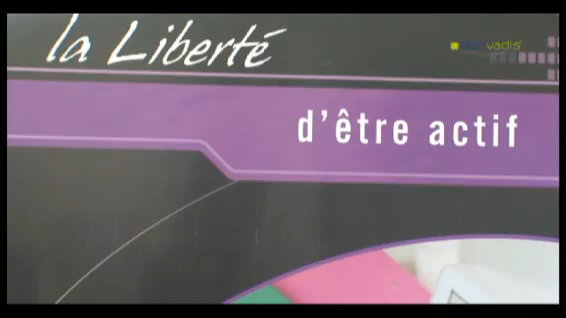 la Liberté
vadis
d'être actif